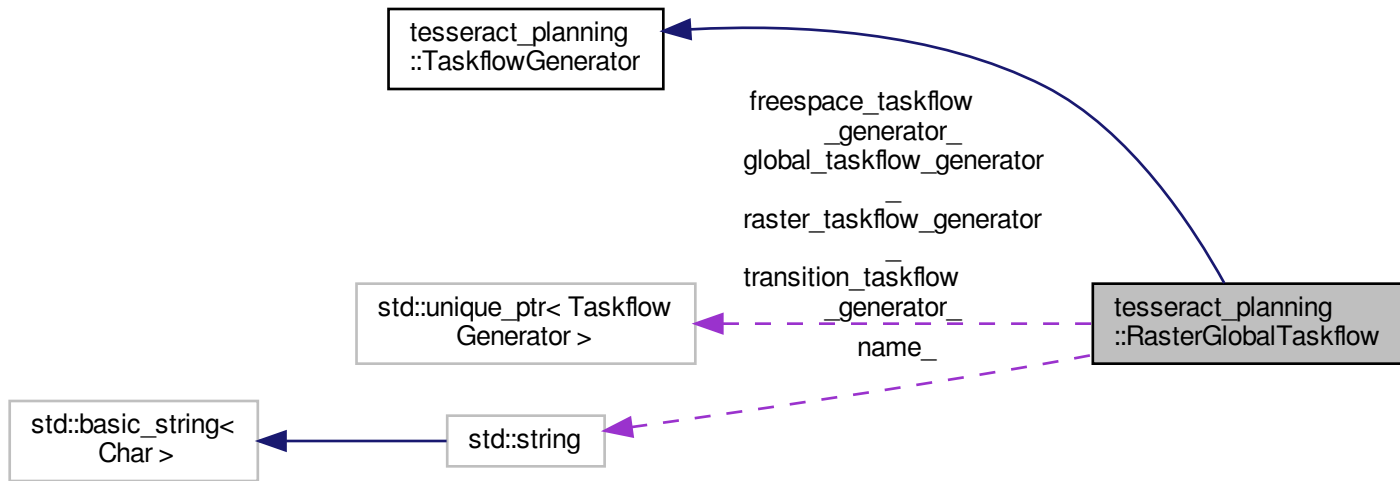 tesseract_planning
::TaskflowGenerator
freespace_taskflow
_generator_
global_taskflow_generator
_
raster_taskflow_generator
_
transition_taskflow
_generator_
std::unique_ptr< Taskflow
Generator >
tesseract_planning
::RasterGlobalTaskflow
name_
std::basic_string<
Char >
std::string